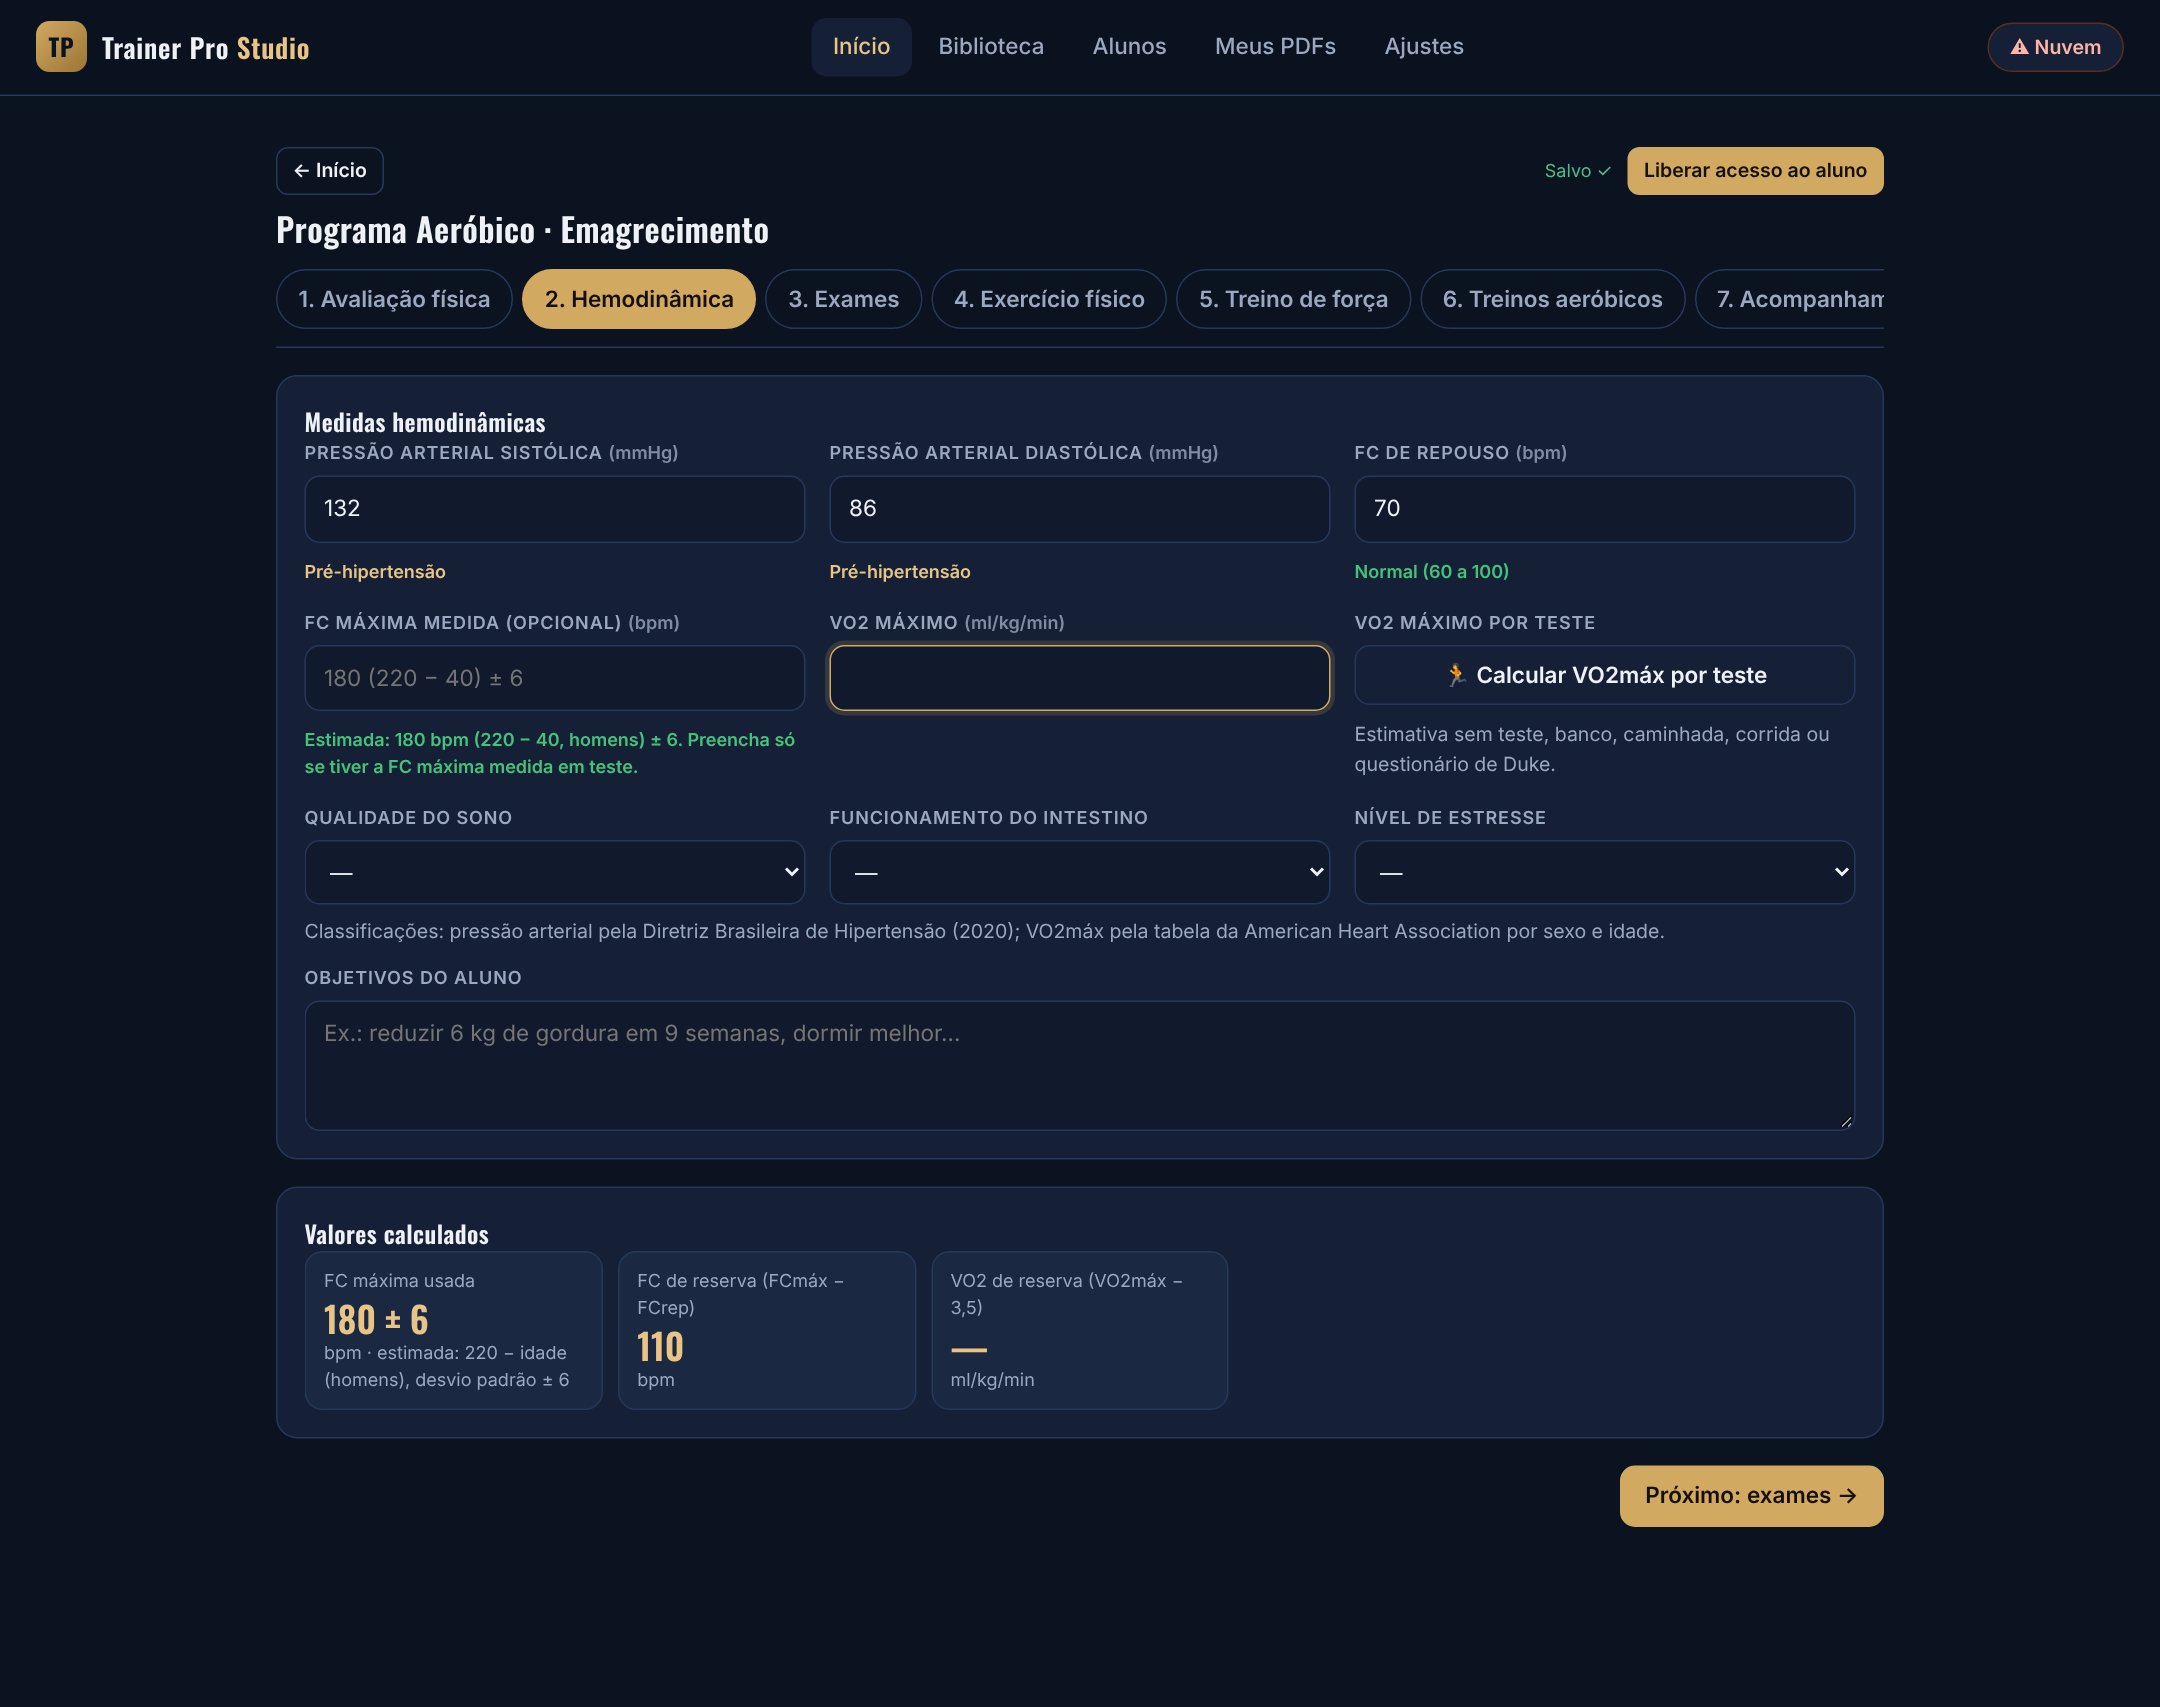 TP Trainer Pro Studio
Início Biblioteca Alunos Meus PDFs Ajustes
⚠ Nuvem
← Início
Salvo ✓
Liberar acesso ao aluno
Programa Aeróbico · Emagrecimento
1. Avaliação física 2. Hemodinâmica 3. Exames 4. Exercício físico 5. Treino de força 6. Treinos aeróbicos 7. Acompanham
Medidas hemodinâmicas
PRESSÃO ARTERIAL SISTÓLICA (mmHg) PRESSÃO ARTERIAL DIASTÓLICA (mmHg) FC DE REPOUSO (bpm)
132 86 70
Pré-hipertensão Pré-hipertensão Normal (60 a 100)
FC MÁXIMA MEDIDA (OPCIONAL) (bpm) VO2 MÁXIMO (ml/kg/min) VO2 MÁXIMO POR TESTE
180 (220 − 40) ± 6
🏃 Calcular VO2máx por teste
Estimada: 180 bpm (220 − 40, homens) ± 6. Preencha só
se tiver a FC máxima medida em teste.
Estimativa sem teste, banco, caminhada, corrida ou
questionário de Duke.
QUALIDADE DO SONO FUNCIONAMENTO DO INTESTINO NÍVEL DE ESTRESSE
— — —
Classificações: pressão arterial pela Diretriz Brasileira de Hipertensão (2020); VO2máx pela tabela da American Heart Association por sexo e idade.
OBJETIVOS DO ALUNO
Ex.: reduzir 6 kg de gordura em 9 semanas, dormir melhor...
Valores calculados
FC máxima usada
180 ± 6
bpm · estimada: 220 − idade
(homens), desvio padrão ± 6
FC de reserva (FCmáx −
FCrep)
110
bpm
VO2 de reserva (VO2máx −
3,5)
—
ml/kg/min
Próximo: exames →